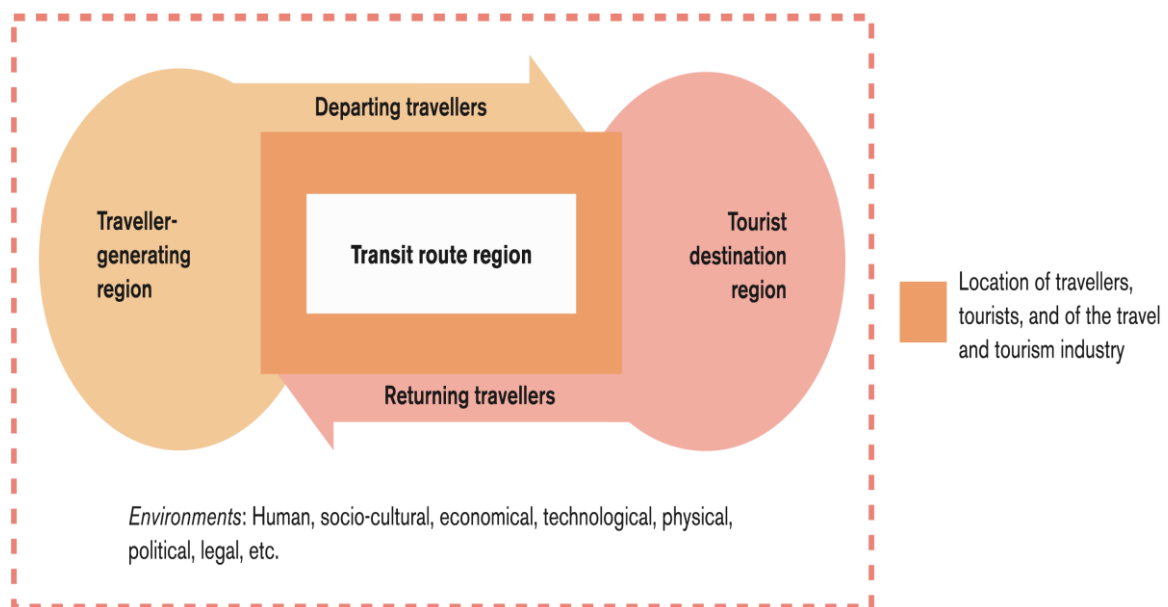 Departing travellers
Traveller-
generating
region
Transit route region
Tourist
destination
region
Returning travellers
Location of travellers,
tourists, and of the travel
and tourism industry
Environments: Human, socio-cultural, economical, technological, physical,
political, legal, etc.